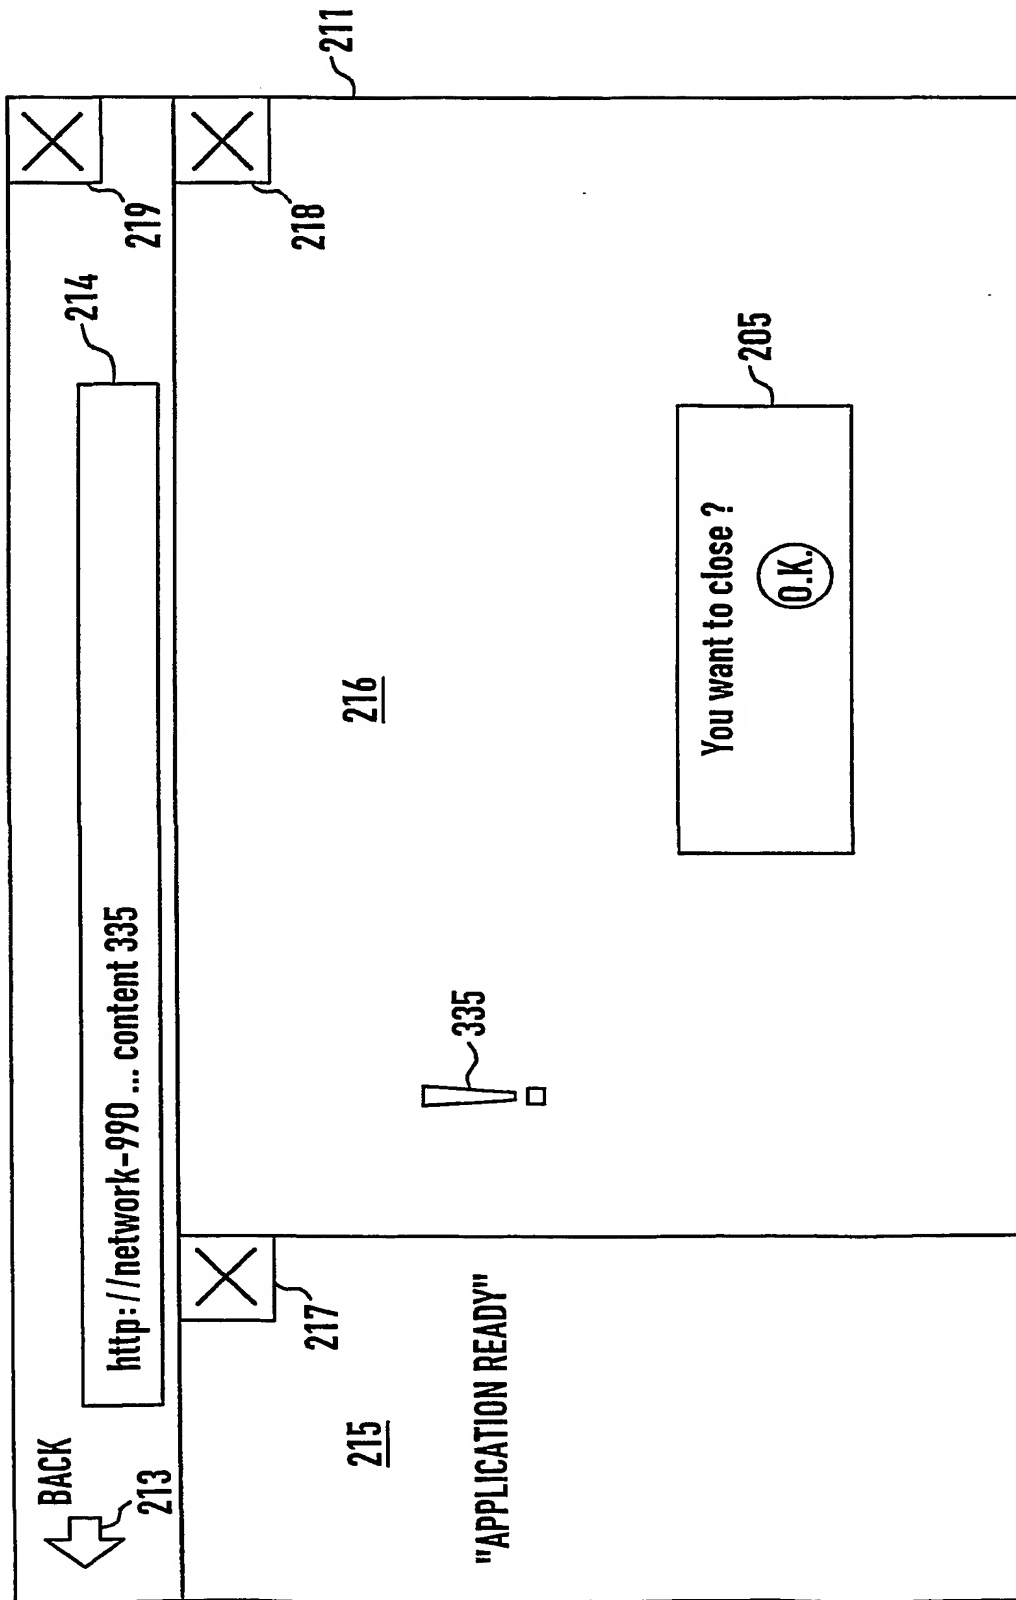 BACK
213
http://network-990 ... content 335
214
219
211
215
217
218
"APPLICATION READY"
216
335
You want to close ?
O.K.
205